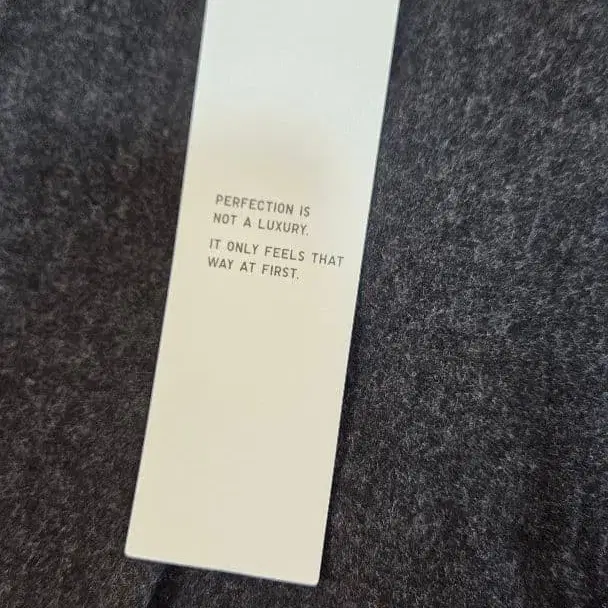 PERFECTION IS
NOT A LUXURY.
IT ONLY FEELS THAT
WAY AT FIRST.